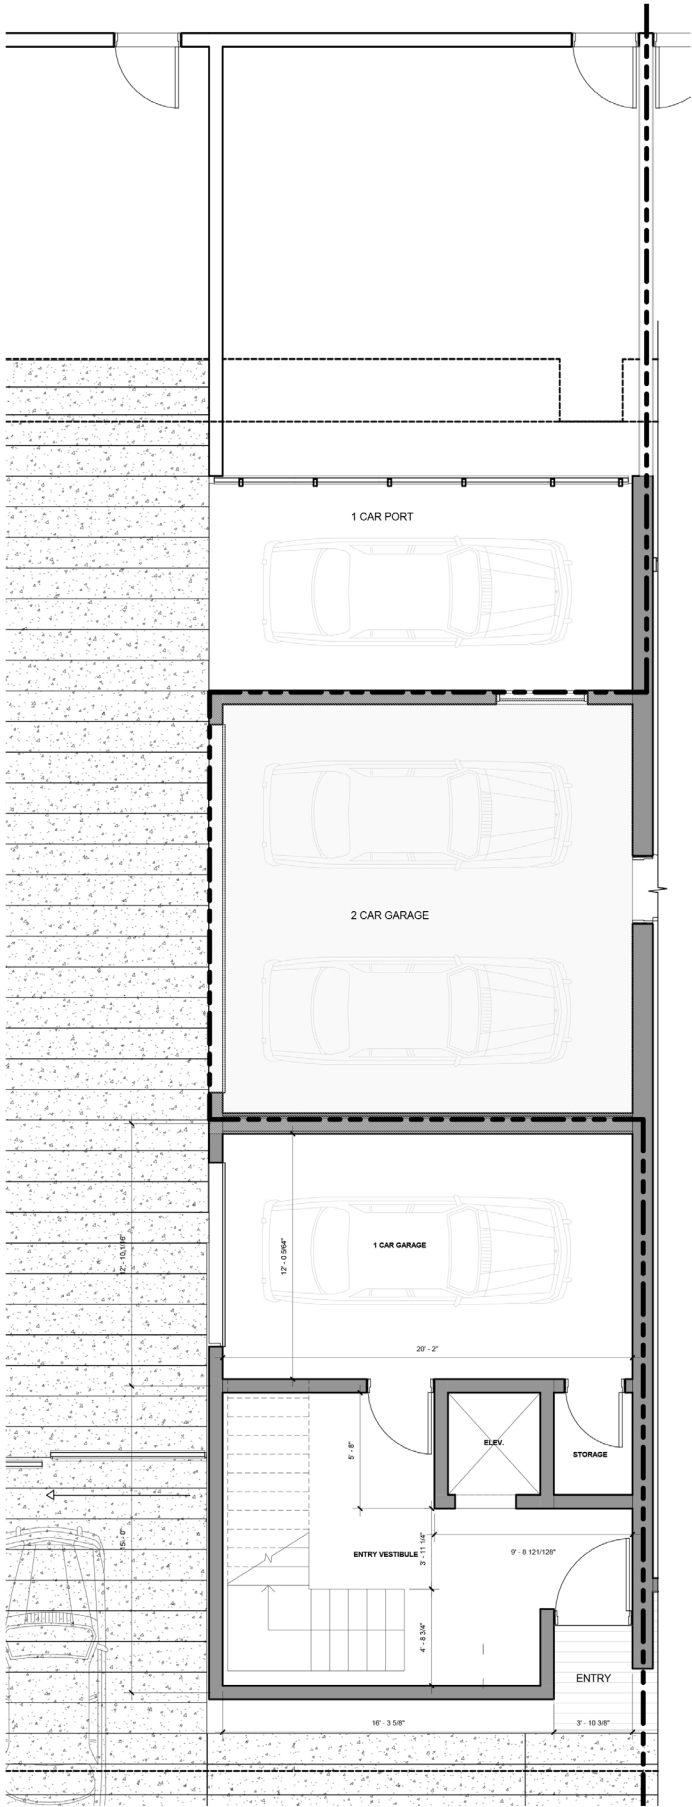 1 CAR PORT
2 CAR GARAGE
12' - 10 1/16"
12' - 0 5/64"
1 CAR GARAGE
20' - 2"
5' - 8"
ELEV.
STORAGE
15' - 0"
ENTRY VESTIBULE
3' - 11 1/4"
9' - 8 121/128"
4' - 8 3/4"
ENTRY
16' - 3 5/8"
3' - 10 3/8"